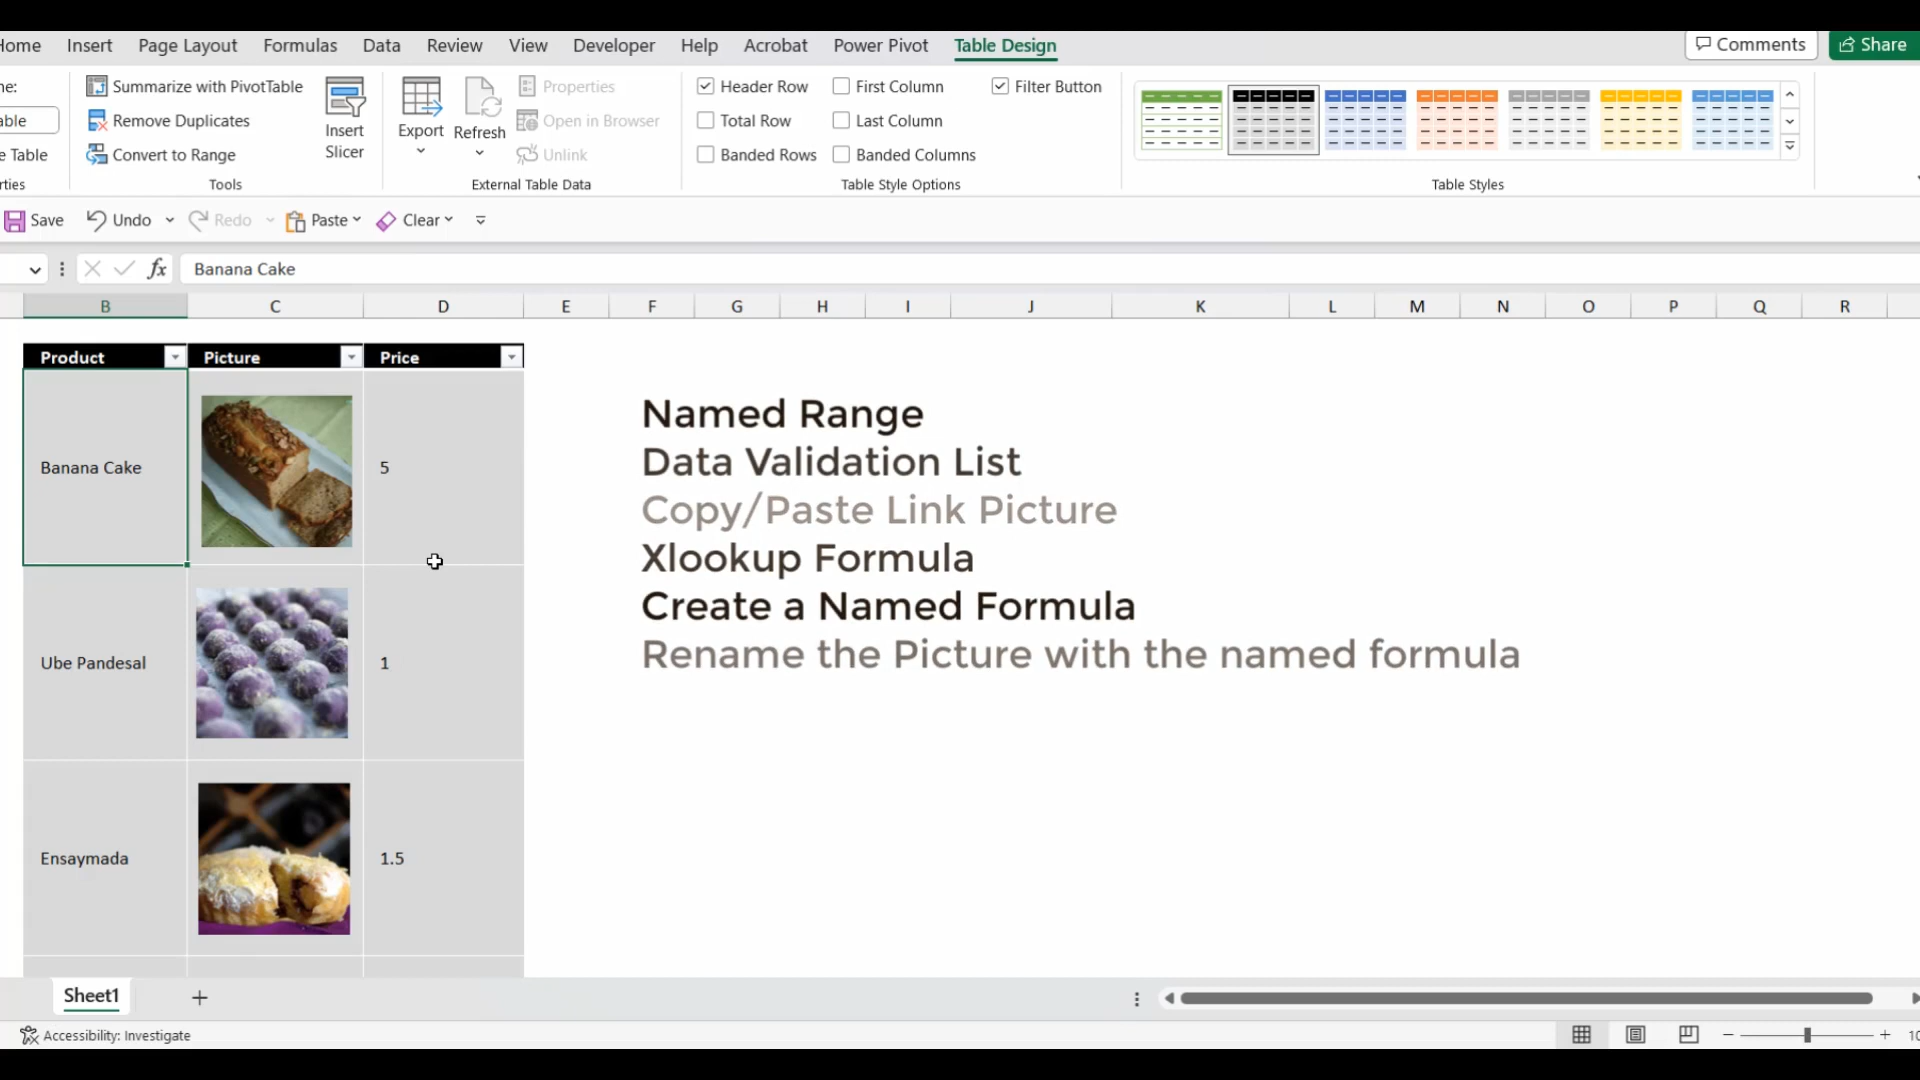 Home Insert Page Layout Formulas Data Review View Developer Help Acrobat Power Pivot Table Design Comments Share
Summarize with PivotTable
Remove Duplicates
Convert to Range
Tools
Insert Slicer
Export
Refresh
Properties
Open in Browser
Unlink
External Table Data
Header Row First Column Filter Button
Total Row Last Column
Banded Rows Banded Columns
Table Style Options
Table Styles
Save Undo Redo Paste Clear
fx Banana Cake
B C D E F G H I J K L M N O P Q R
Product Picture Price
Banana Cake 5
Ube Pandesal 1
Ensaymada 1.5
Named Range
Data Validation List
Copy/Paste Link Picture
Xlookup Formula
Create a Named Formula
Rename the Picture with the named formula
Sheet1
Accessibility: Investigate